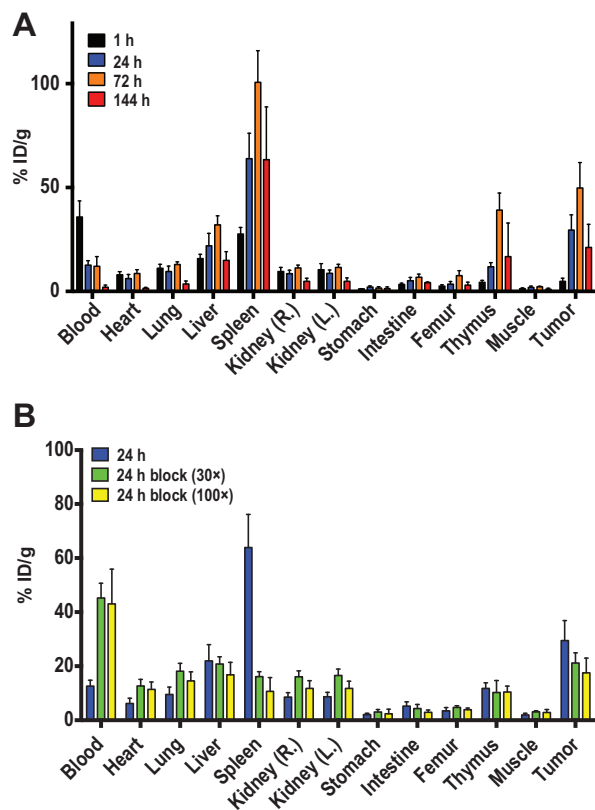 A
1 h
24 h
72 h
144 h
100
50
0
% ID/g
Blood
Heart
Lung
Liver
Spleen
Kidney (R.)
Kidney (L.)
Stomach
Intestine
Femur
Thymus
Muscle
Tumor
B
24 h
24 h block (30×)
24 h block (100×)
100
80
60
40
20
0
% ID/g
Blood
Heart
Lung
Liver
Spleen
Kidney (R.)
Kidney (L.)
Stomach
Intestine
Femur
Thymus
Muscle
Tumor